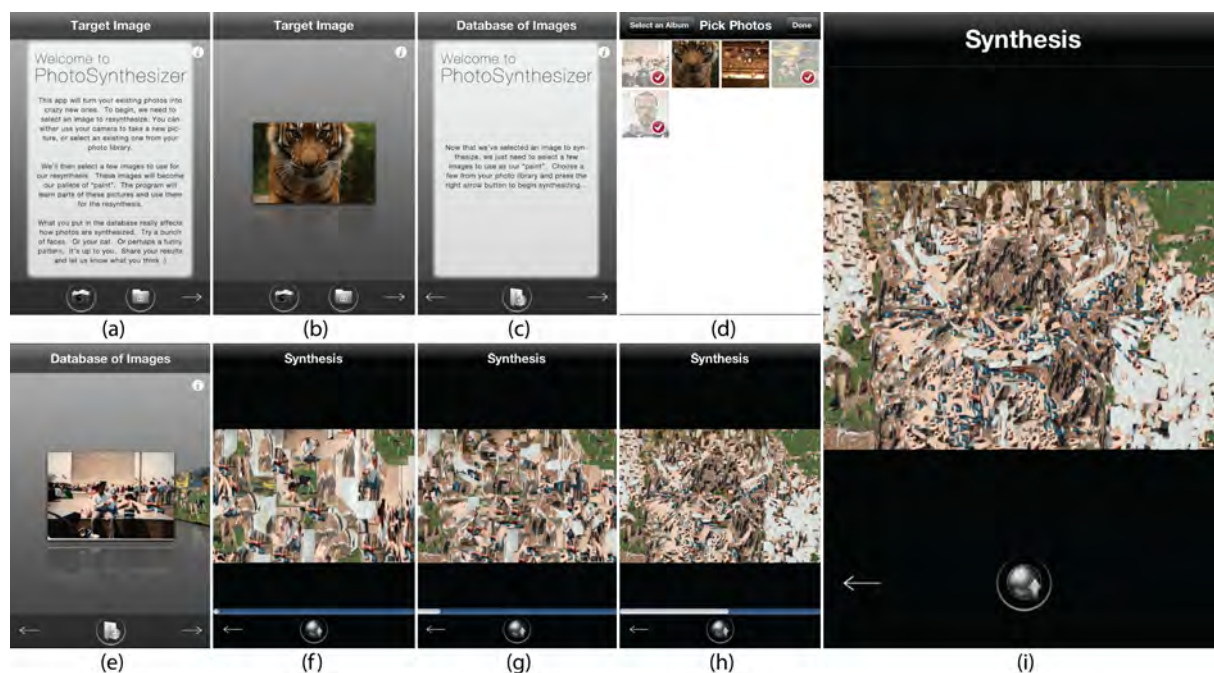 Target Image
Welcome to
PhotoSynthesizer
This app will turn your existing photos into
crazy new ones. To begin, we need to
select an image to resynthesize. You can
either use your camera to take a new pic-
ture, or select an existing one from your
photo library.
We'll then select a few images to use for
our resynthesis. These images will become
our pallete of "paint". The program will
learn parts of these pictures and use them
for the resynthesis.
What you put in the database really affects
how photos are synthesized. Try a bunch
of faces. Or your cat. Or perhaps a funny
pattern. It's up to you. Share your results
and let us know what you think :)
(a)
Target Image
(b)
Database of Images
Welcome to
PhotoSynthesizer
Now that we've selected an image to syn-
thesize, we just need to select a few
images to use as our "paint". Choose a
few from your photo library and press the
right arrow button to begin synthesizing...
(c)
Select an Album
Pick Photos
Done
(d)
Database of Images
(e)
Synthesis
(f)
Synthesis
(g)
Synthesis
(h)
Synthesis
(i)